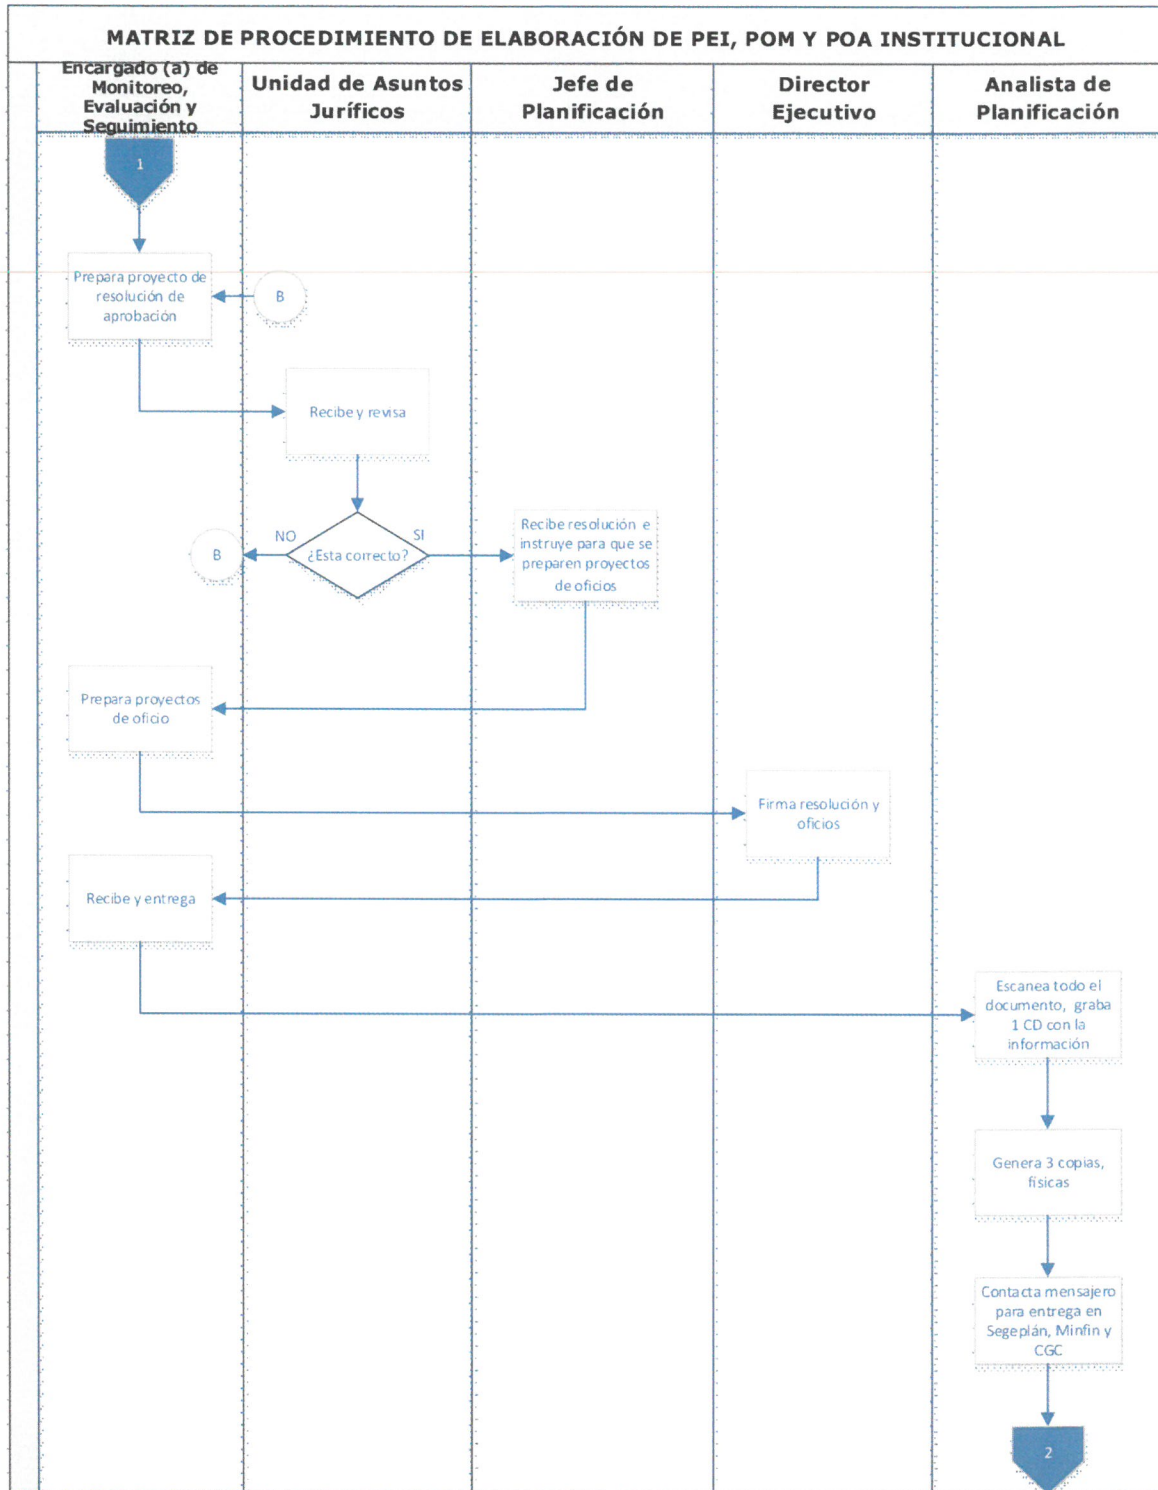 MATRIZ DE PROCEDIMIENTO DE ELABORACIÓN DE PEI, POM Y POA INSTITUCIONAL
Encargado (a) de
Monitoreo,
Evaluación y
Seguimiento
Unidad de Asuntos
Juríficos
Jefe de
Planificación
Director
Ejecutivo
Analista de
Planificación
1
Prepara proyecto de
resolución de
aprobación
B
Recibe y revisa
¿Esta correcto?
NO
SI
B
Recibe resolución e
instruye para que se
preparen proyectos
de oficios
Prepara proyectos
de oficio
Firma resolución y
oficios
Recibe y entrega
Escanea todo el
documento, graba
1 CD con la
información
Genera 3 copias,
fisicas
Contacta mensajero
para entrega en
Segeplán, Minfin y
CGC
2